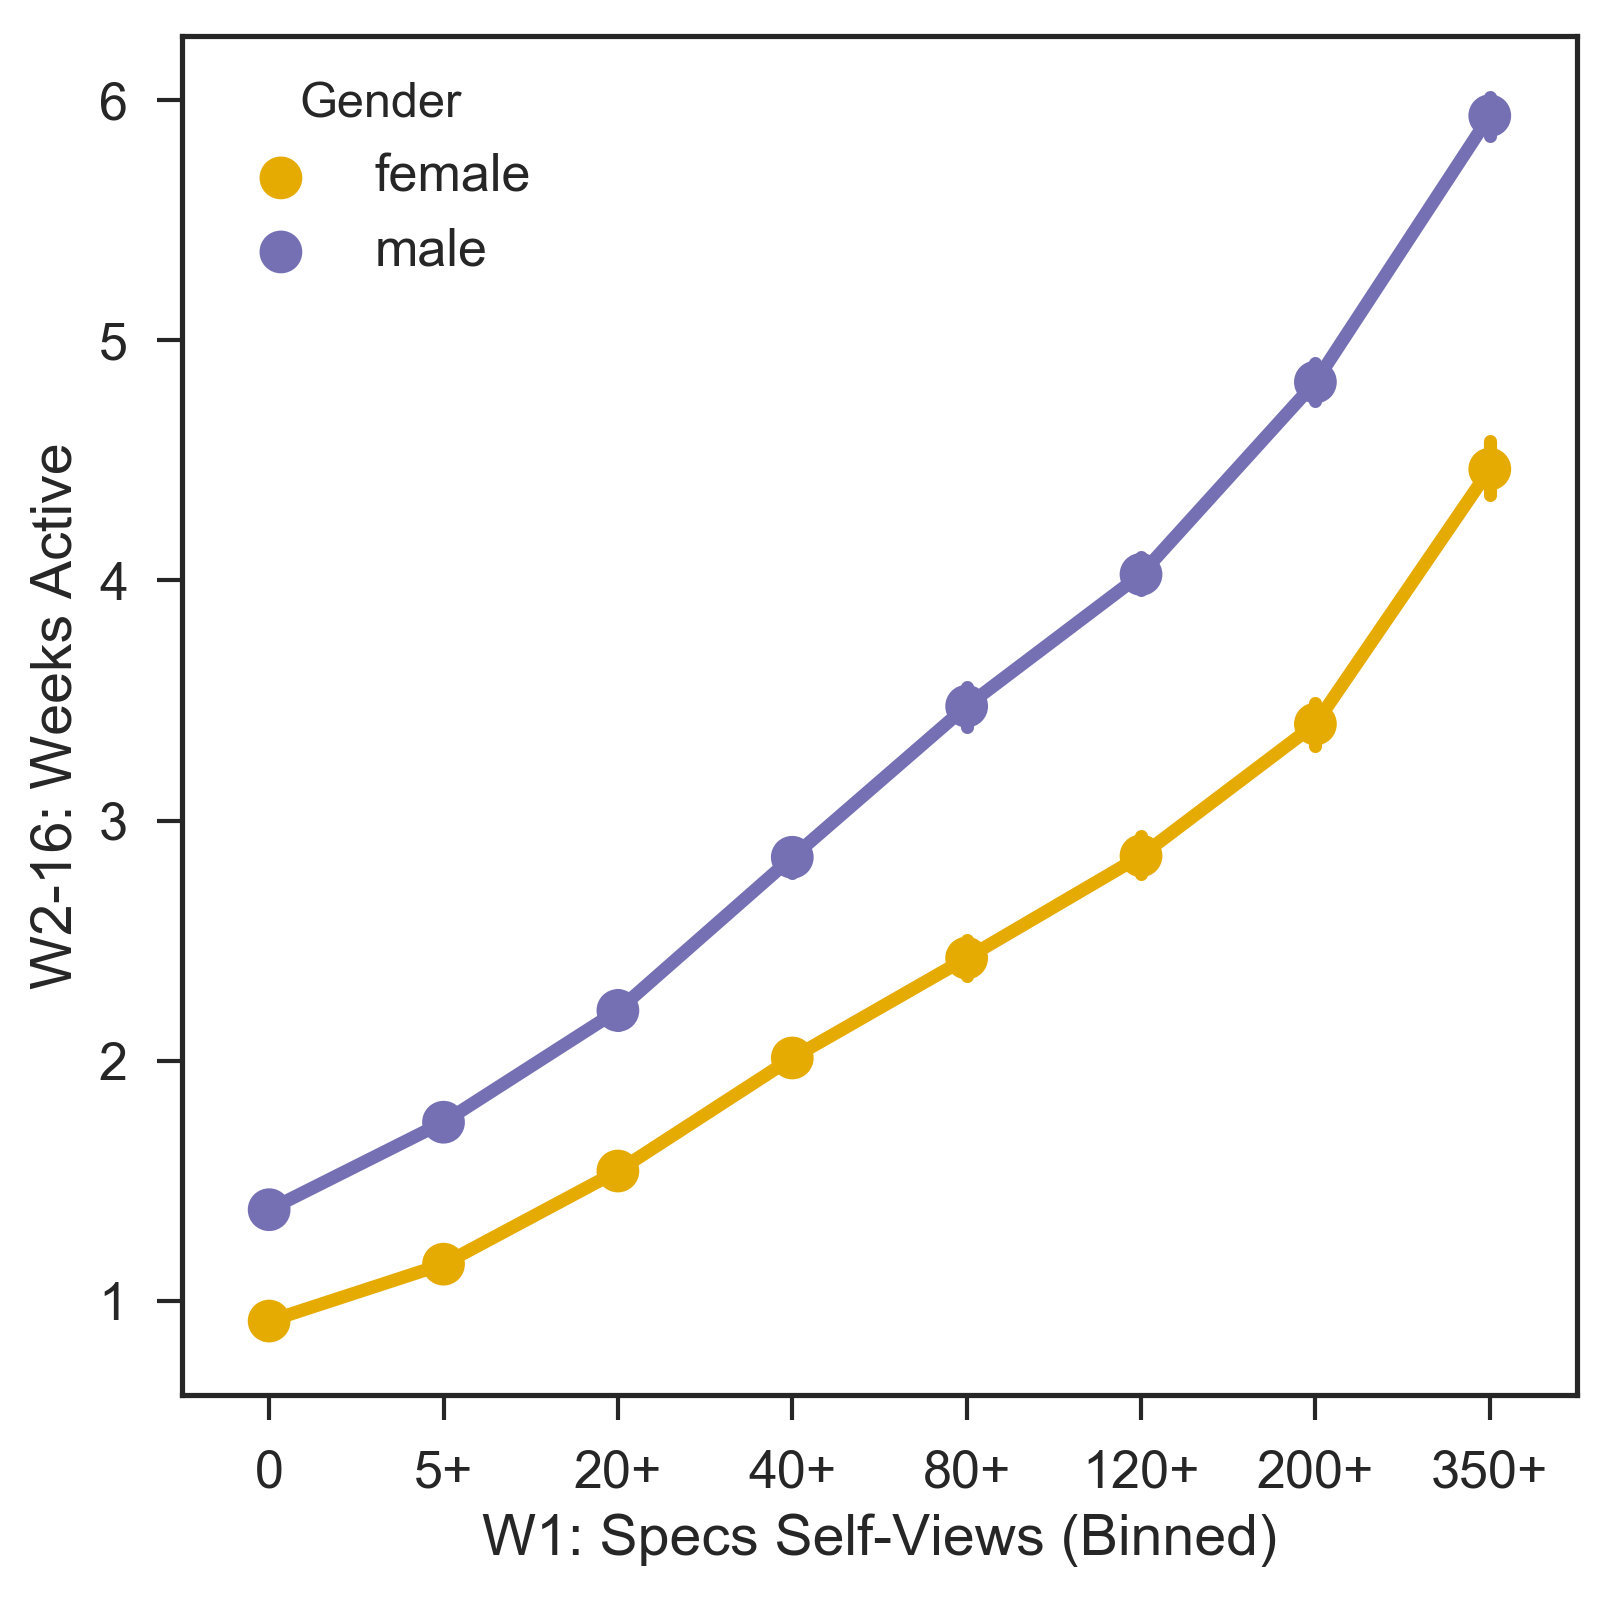 Gender
female
male
6
5
4
3
2
1
W2-16: Weeks Active
0 5+ 20+ 40+ 80+ 120+ 200+ 350+
W1: Specs Self-Views (Binned)